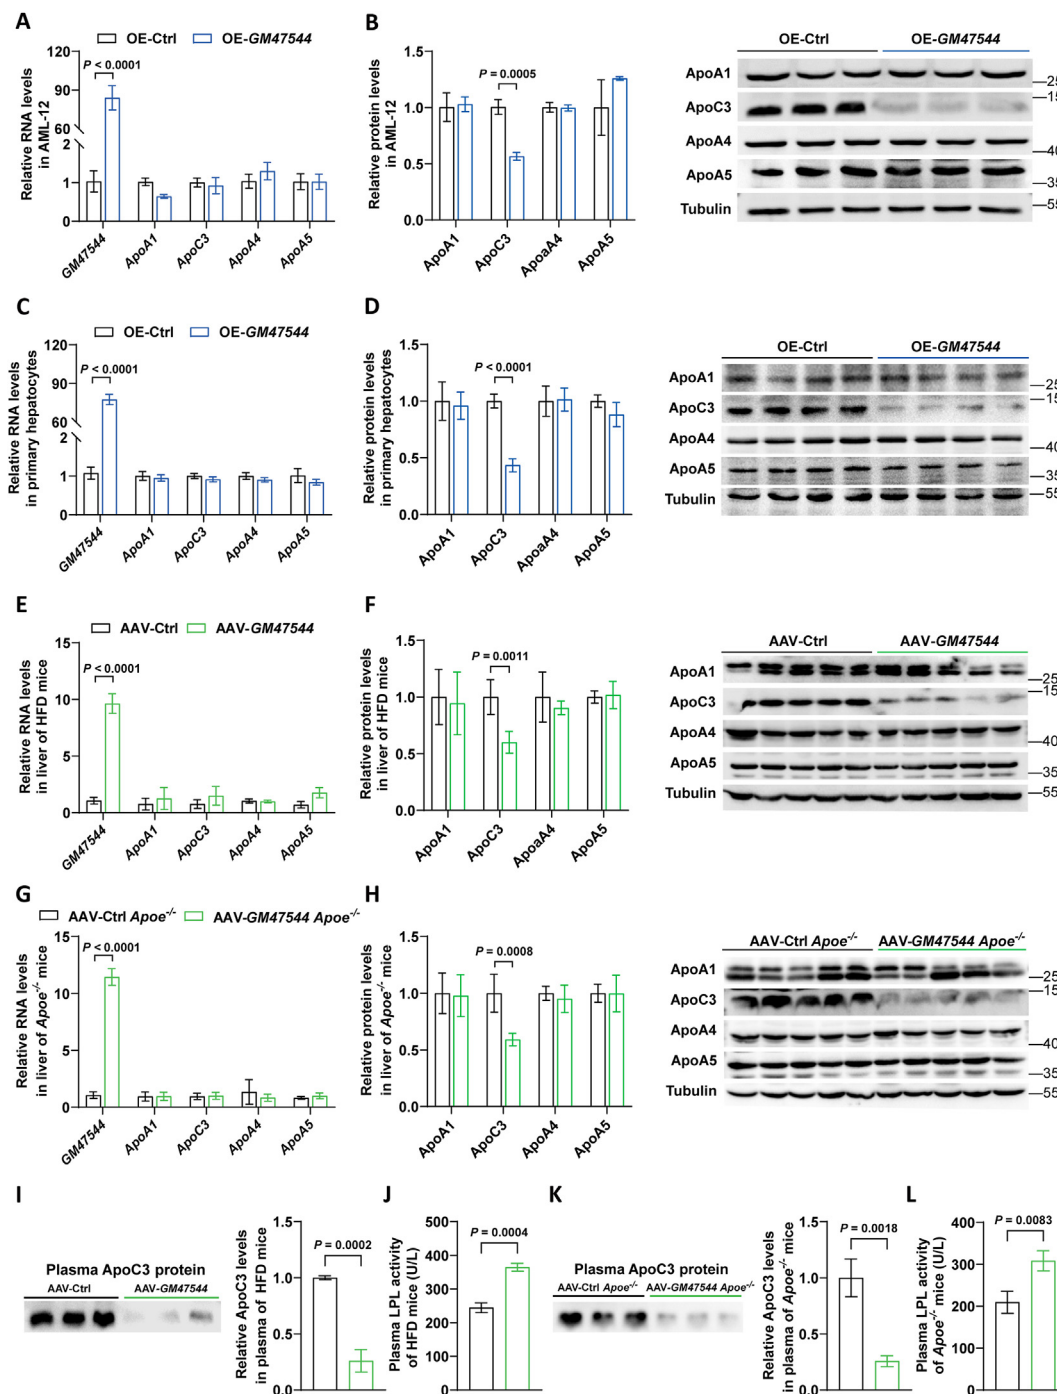 A
OE-Ctrl OE-GM47544
Relative RNA levels
in AML-12
120
90
60
2
1
0
P < 0.0001
GM47544 ApoA1 ApoC3 ApoA4 ApoA5
B
Relative protein levels
in AML-12
1.5
1.0
0.5
0.0
P = 0.0005
ApoA1 ApoC3 ApoaA4 ApoA5
OE-Ctrl OE-GM47544
ApoA1
25
15
ApoC3
ApoA4
40
ApoA5
35
Tubulin
55
C
OE-Ctrl OE-GM47544
Relative RNA levels
in primary hepatocytes
120
90
60
2
1
0
P < 0.0001
GM47544 ApoA1 ApoC3 ApoA4 ApoA5
D
Relative protein levels
in primary hepatocytes
1.5
1.0
0.5
0.0
P < 0.0001
ApoA1 ApoC3 ApoaA4 ApoA5
OE-Ctrl OE-GM47544
ApoA1
25
15
ApoC3
ApoA4
40
ApoA5
35
Tubulin
55
E
AAV-Ctrl AAV-GM47544
Relative RNA levels
in liver of HFD mice
15
10
5
0
P < 0.0001
GM47544 ApoA1 ApoC3 ApoA4 ApoA5
F
Relative protein levels
in liver of HFD mice
1.5
1.0
0.5
0.0
P = 0.0011
ApoA1 ApoC3 ApoaA4 ApoA5
AAV-Ctrl AAV-GM47544
ApoA1
25
15
ApoC3
ApoA4
40
ApoA5
35
Tubulin
55
G
AAV-Ctrl Apoe-/- AAV-GM47544 Apoe-/-
Relative RNA levels
in liver of Apoe-/- mice
15
10
5
0
P < 0.0001
GM47544 ApoA1 ApoC3 ApoA4 ApoA5
H
Relative protein levels
in liver of Apoe-/- mice
1.5
1.0
0.5
0.0
P = 0.0008
ApoA1 ApoC3 ApoA4 ApoA5
AAV-Ctrl Apoe-/- AAV-GM47544 Apoe-/-
ApoA1
25
15
ApoC3
ApoA4
40
ApoA5
35
Tubulin
55
I
Plasma ApoC3 protein
AAV-Ctrl AAV-GM47544
Relative ApoC3 levels
in plasma of HFD mice
1.5
1.0
0.5
0.0
P = 0.0002
J
Plasma LPL activity
of HFD mice (U/L)
500
400
300
200
100
0
P = 0.0004
K
Plasma ApoC3 protein
AAV-Ctrl Apoe-/- AAV-GM47544 Apoe-/-
Relative ApoC3 levels
in plasma of Apoe-/- mice
1.5
1.0
0.5
0.0
P = 0.0018
L
Plasma LPL activity
of Apoe-/- mice (U/L)
400
300
200
100
0
P = 0.0083